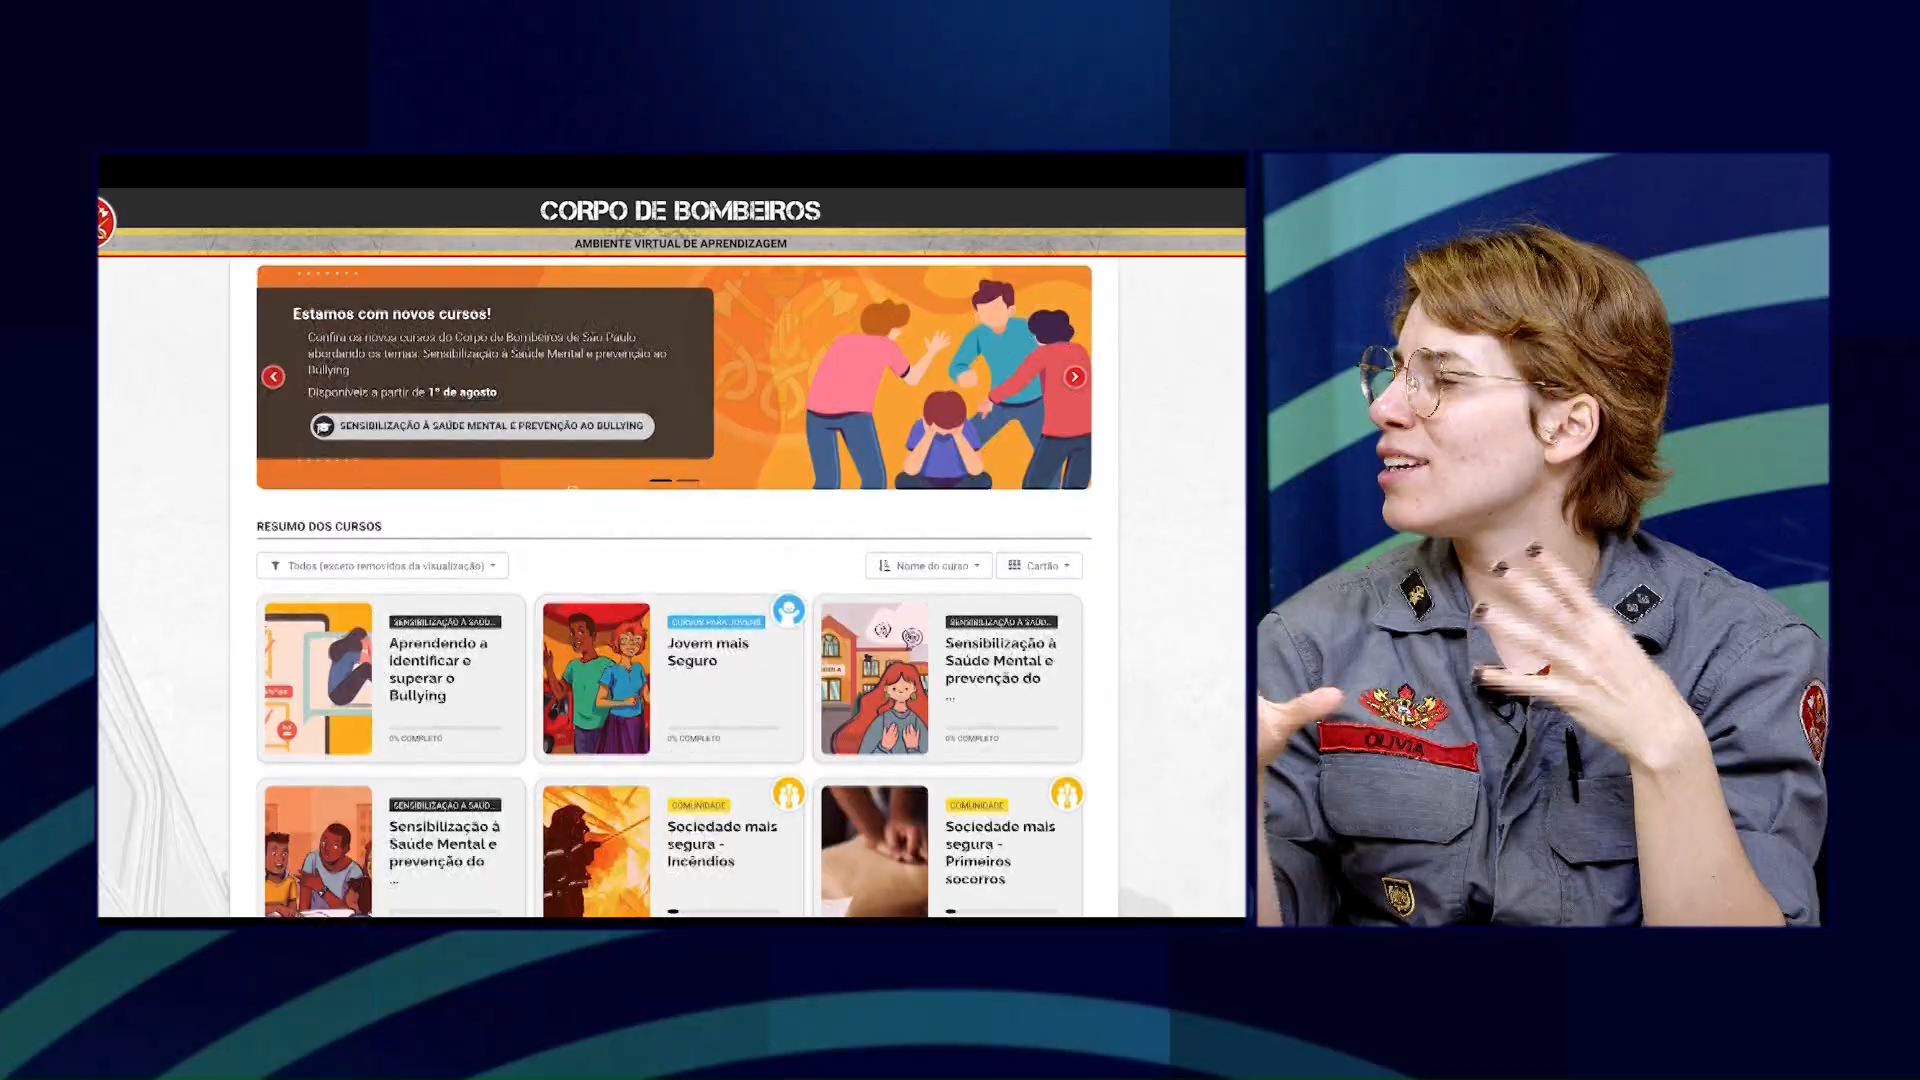 CORPO DE BOMBEIROS
AMBIENTE VIRTUAL DE APRENDIZAGEM
Estamos com novos cursos!
Confira os novos cursos do Corpo de Bombeiros de São Paulo
abordando os temas: Sensibilização à Saúde Mental e prevenção ao
Bullying
Disponíveis a partir de 1º de agosto
SENSIBILIZAÇÃO À SAÚDE MENTAL E PREVENÇÃO AO BULLYING
RESUMO DOS CURSOS
Todos (exceto removidos da visualização)
Nome do curso
Cartão
SENSIBILIZAÇÃO À SAÚD...
Aprendendo a
identificar e
superar o
Bullying
0% COMPLETO
CURSOS PARA JOVENS
Jovem mais
Seguro
0% COMPLETO
SENSIBILIZAÇÃO À SAÚD...
Sensibilização à
Saúde Mental e
prevenção do
...
0% COMPLETO
SENSIBILIZAÇÃO À SAÚD...
Sensibilização à
Saúde Mental e
prevenção do
...
COMUNIDADE
Sociedade mais
segura -
Incêndios
COMUNIDADE
Sociedade mais
segura -
Primeiros
socorros
OLIVIA